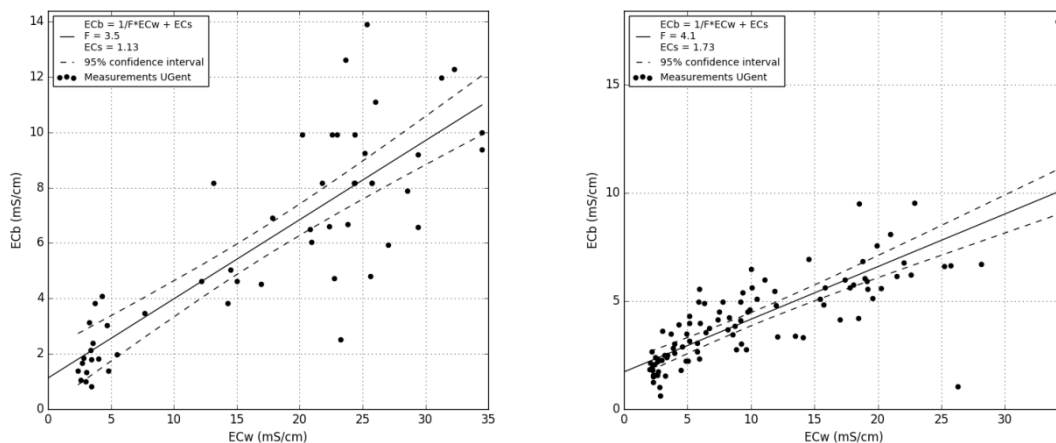 ECb = 1/F*ECw + ECs
F = 3.5
ECs = 1.13
95% confidence interval
Measurements UGent
14
12
10
8
6
4
2
0
ECb (mS/cm)
0 5 10 15 20 25 30 35
ECw (mS/cm)
ECb = 1/F*ECw + ECs
F = 4.1
ECs = 1.73
95% confidence interval
Measurements UGent
15
10
5
0
ECb (mS/cm)
0 5 10 15 20 25 30
ECw (mS/cm)